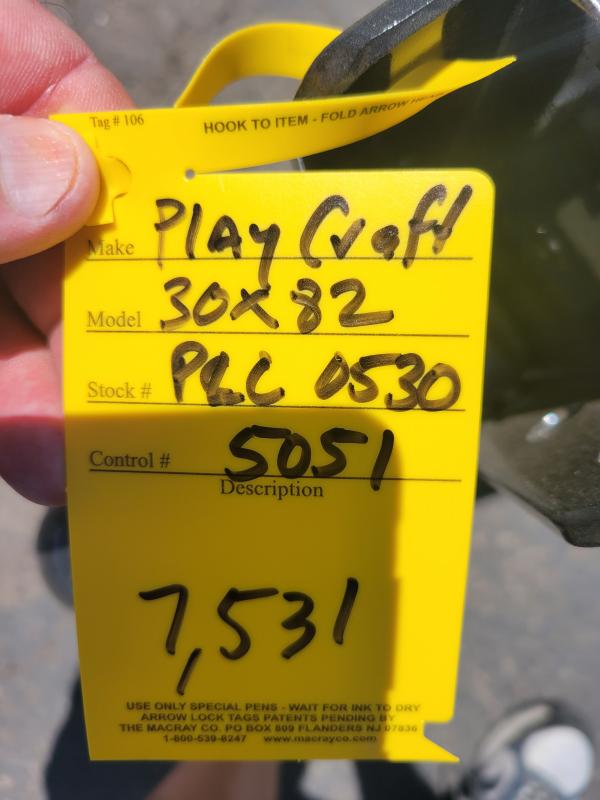 Tag # 106
HOOK TO ITEM - FOLD ARROW
Make Play Craft
Model 30x82
Stock # PLC 0530
Control # 5051
Description
7,531
USE ONLY SPECIAL PENS - WAIT FOR INK TO DRY
ARROW LOCK TAGS PATENTS PENDING BY
THE MACRAY CO. PO BOX 809 FLANDERS NJ 07836
1-800-539-8247 www.macrayco.com